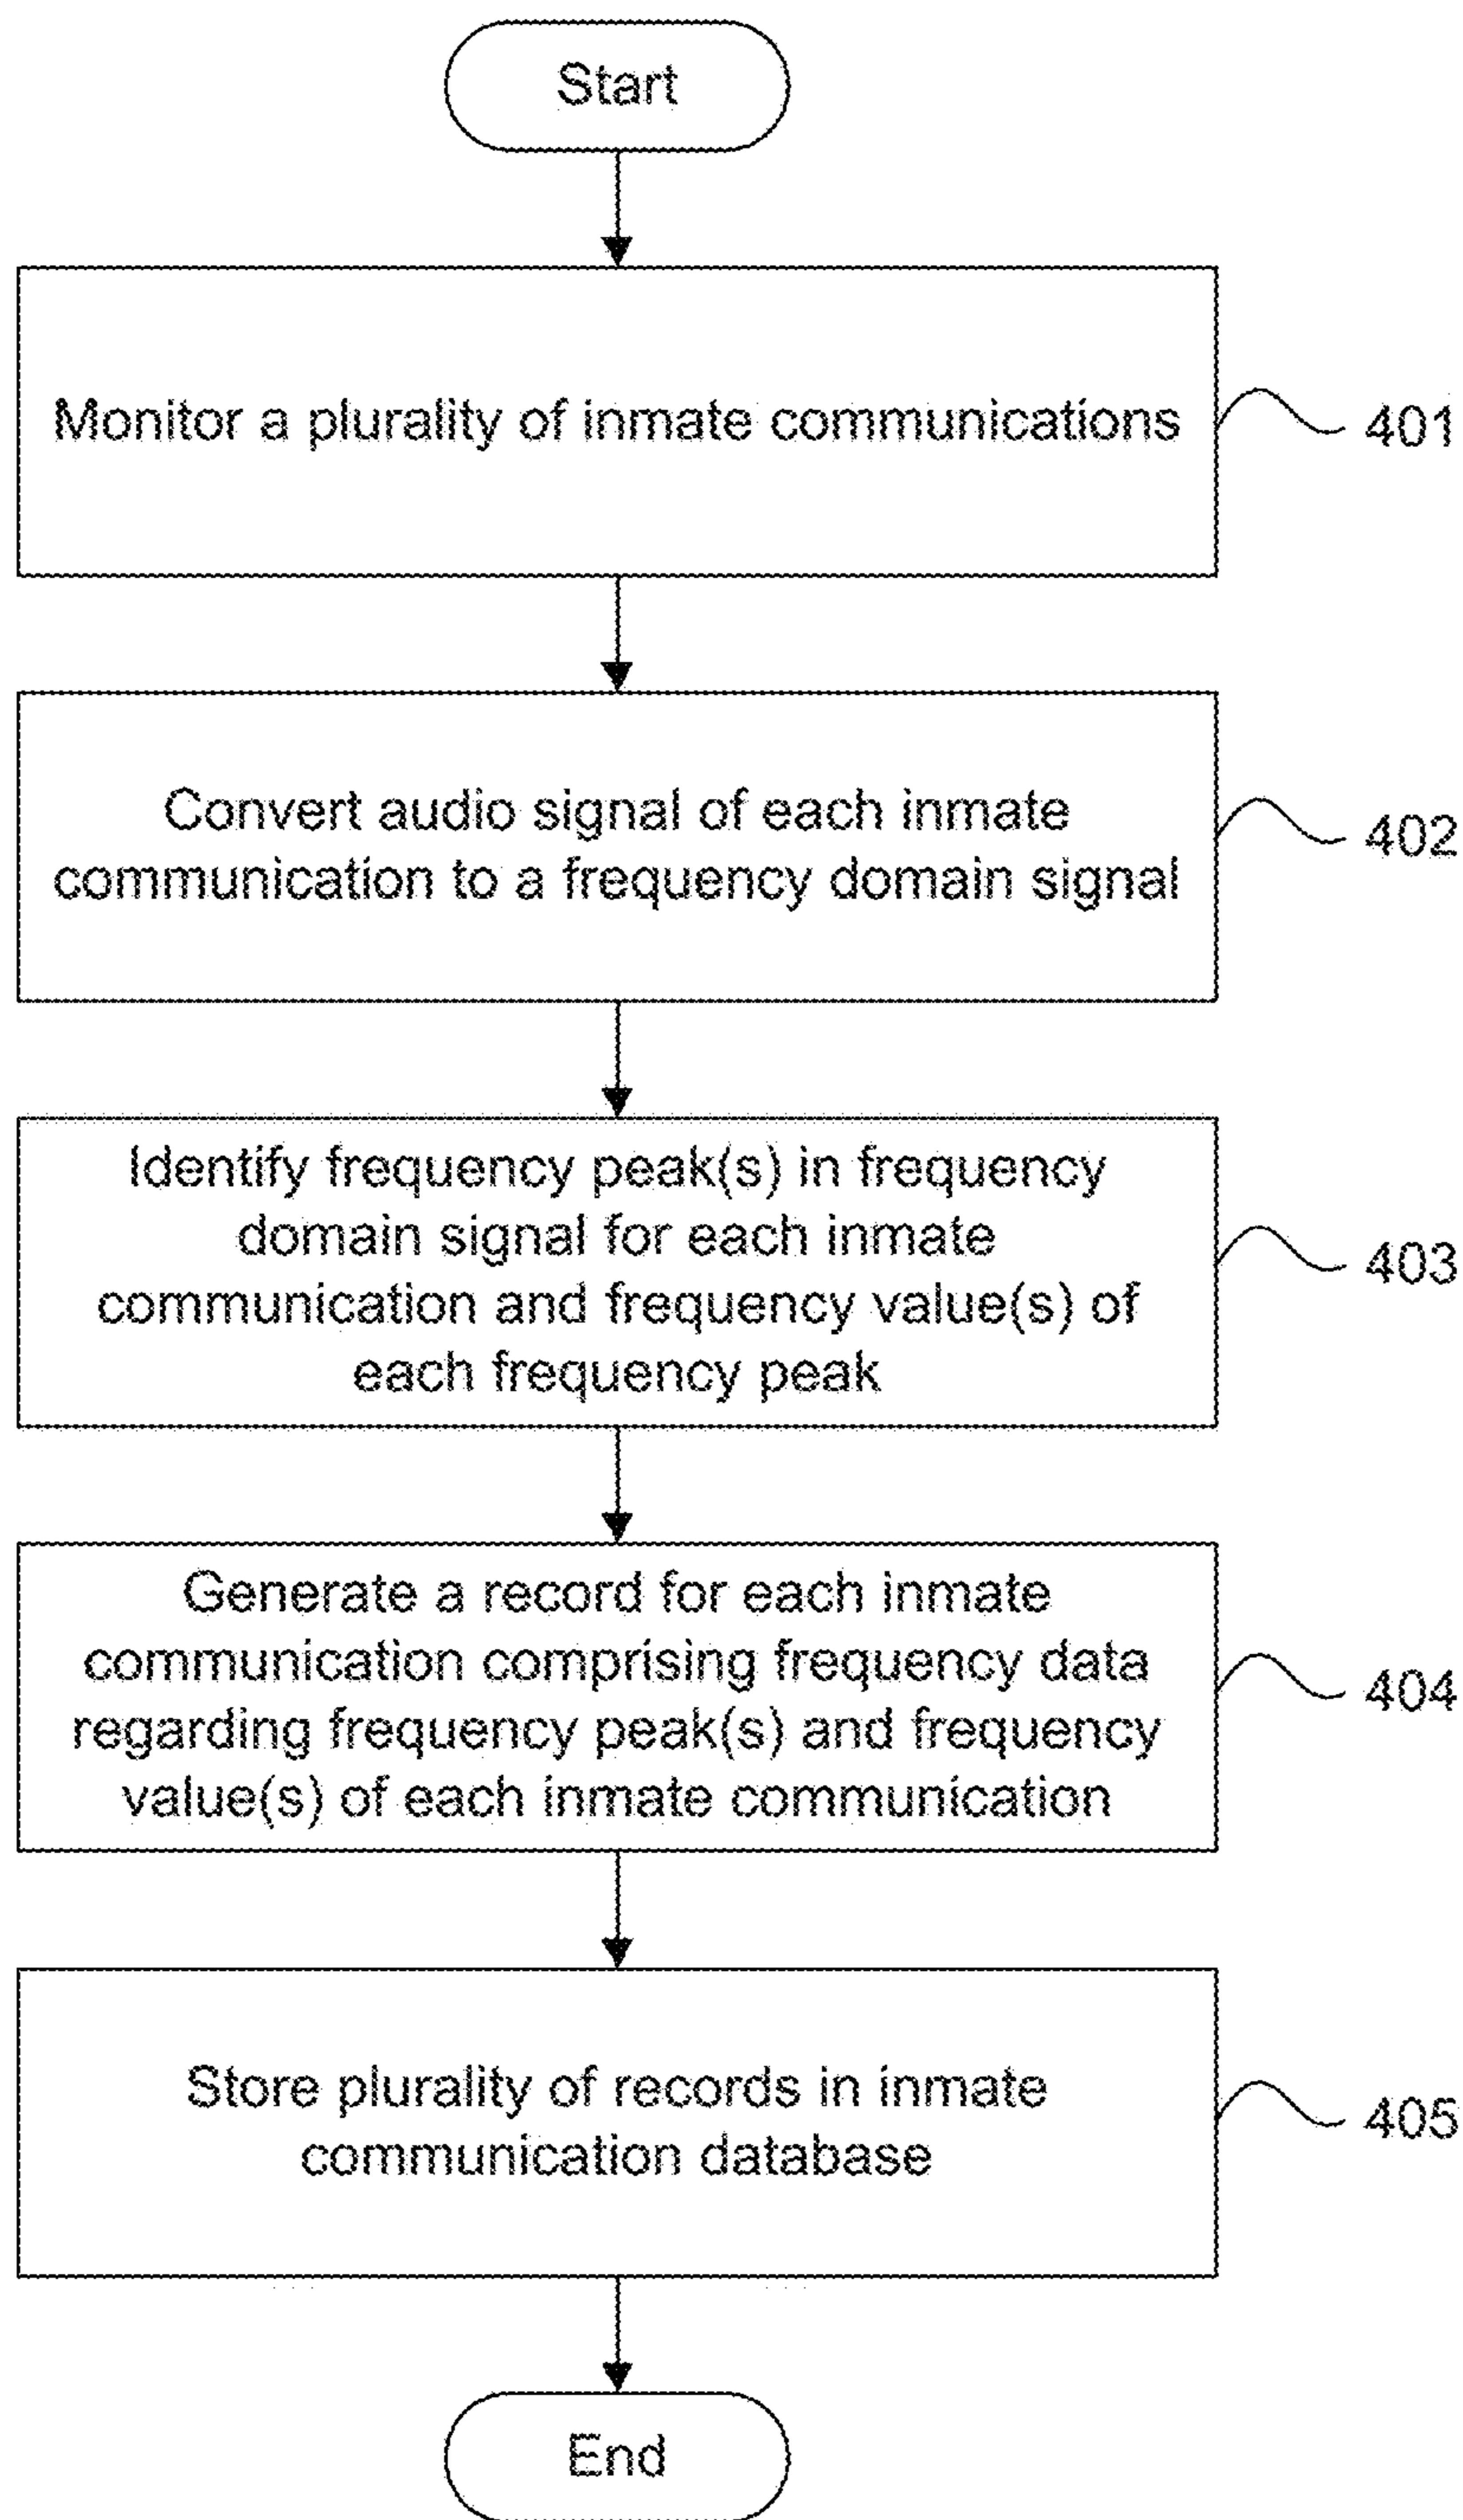 Start
Monitor a plurality of inmate communications
401
Convert audio signal of each inmate
communication to a frequency domain signal
402
Identify frequency peak(s) in frequency
domain signal for each inmate
communication and frequency value(s) of
each frequency peak
403
Generate a record for each inmate
communication comprising frequency data
regarding frequency peak(s) and frequency
value(s) of each inmate communication
404
Store plurality of records in inmate
communication database
405
End